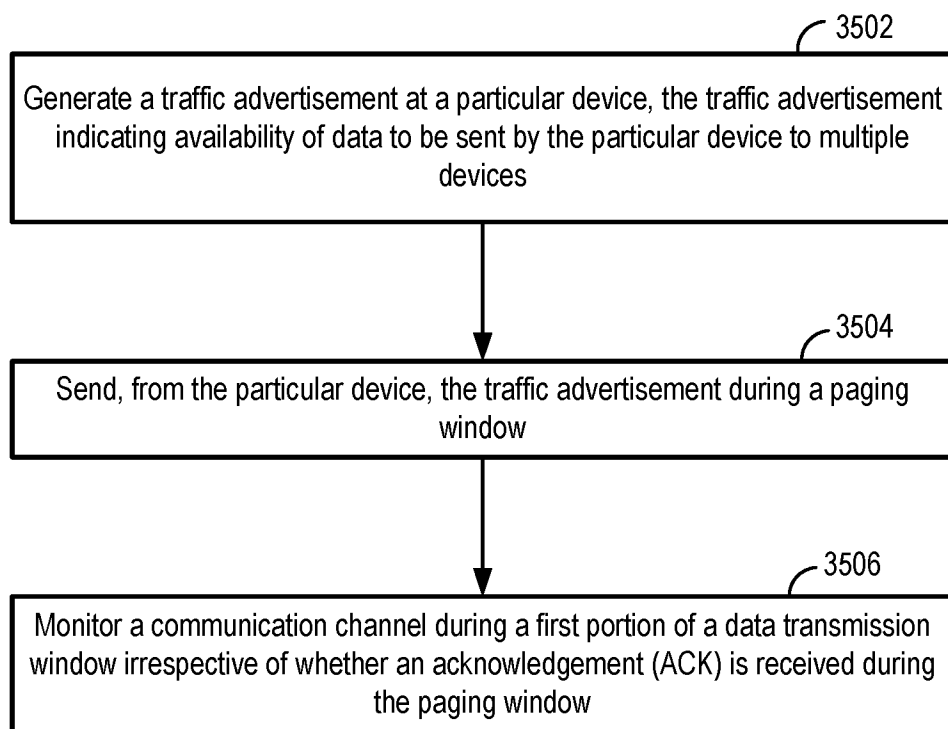 3502
Generate a traffic advertisement at a particular device, the traffic advertisement
indicating availability of data to be sent by the particular device to multiple
devices
3504
Send, from the particular device, the traffic advertisement during a paging
window
3506
Monitor a communication channel during a first portion of a data transmission
window irrespective of whether an acknowledgement (ACK) is received during
the paging window